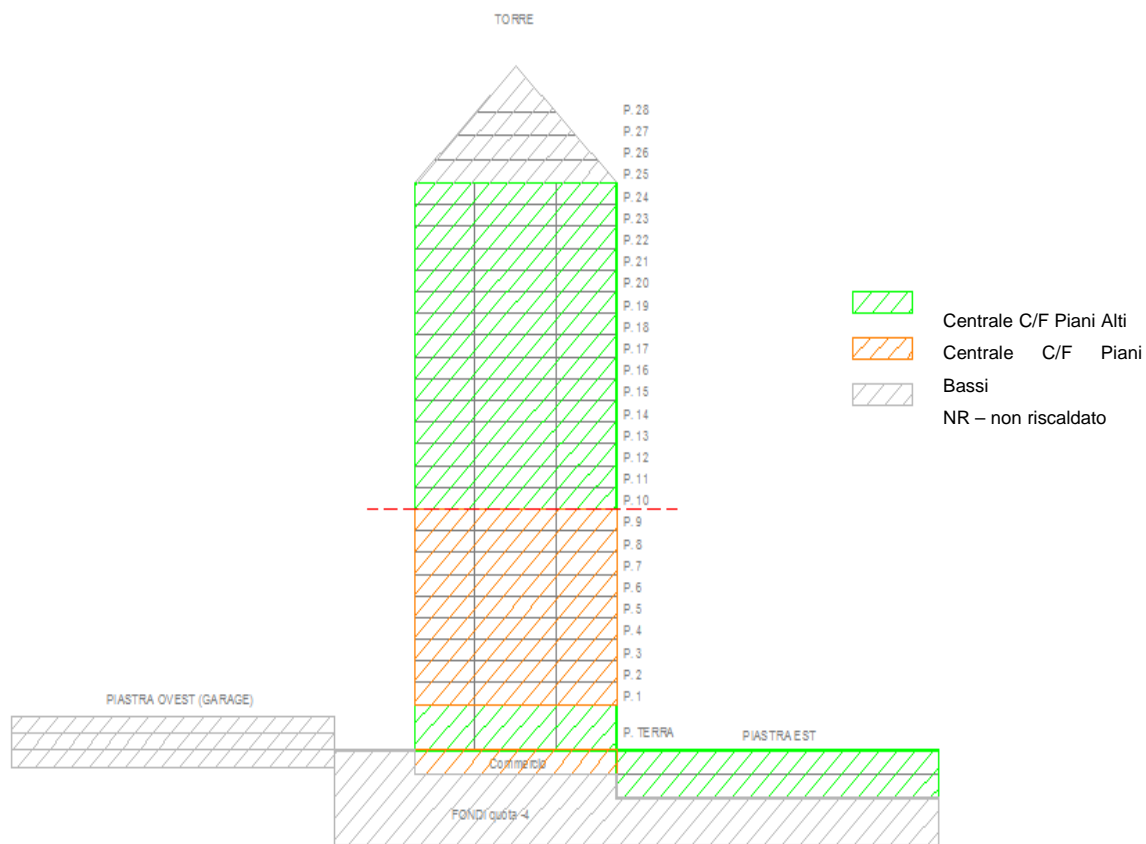 TORRE
P. 28
P. 27
P. 26
P. 25
P. 24
P. 23
P. 22
P. 21
P. 20
P. 19
P. 18
P. 17
P. 16
P. 15
P. 14
P. 13
P. 12
P. 11
P. 10
P. 9
P. 8
P. 7
P. 6
P. 5
P. 4
P. 3
P. 2
P. 1
P. TERRA
Centrale C/F Piani Alti
Centrale C/F Piani
Bassi
NR – non riscaldato
PIASTRA OVEST (GARAGE)
PIASTRA EST
Commercio
FONDI quota -4